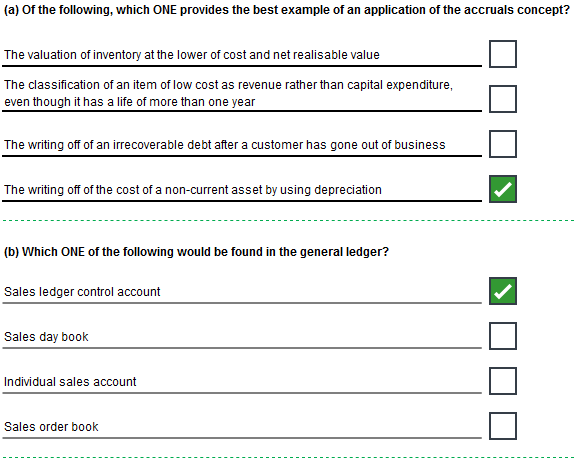 (a) Of the following, which ONE provides the best example of an application of the accruals concept?
The valuation of inventory at the lower of cost and net realisable value
The classification of an item of low cost as revenue rather than capital expenditure,
even though it has a life of more than one year
The writing off of an irrecoverable debt after a customer has gone out of business
The writing off of the cost of a non-current asset by using depreciation
(b) Which ONE of the following would be found in the general ledger?
Sales ledger control account
Sales day book
Individual sales account
Sales order book